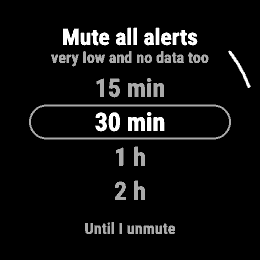 Mute all alerts
very low and no data too
15 min
30 min
1 h
2 h
Until I unmute